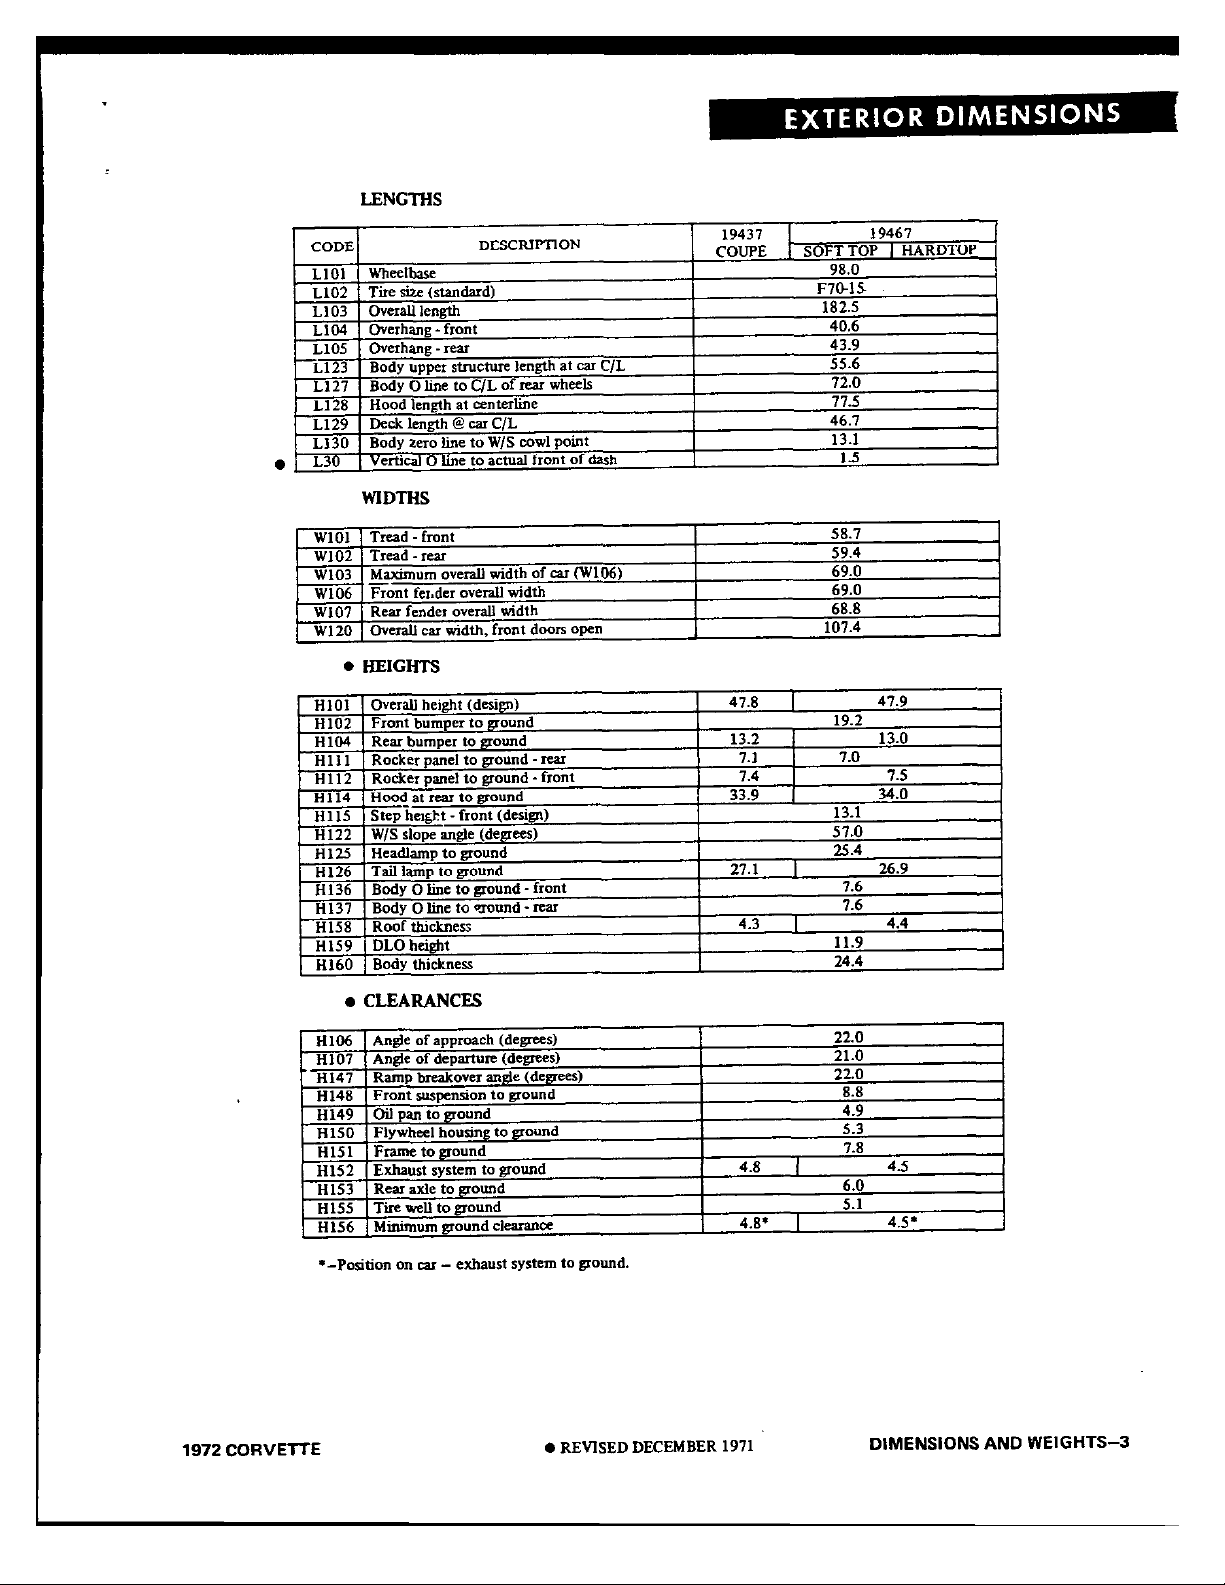 EXTERIOR DIMENSIONS
LENGTHS
CODE DESCRIPTION 19437 COUPE 19467 SOFT TOP HARDTOP
L101 Wheelbase 98.0
L102 Tire size (standard) F70-15
L103 Overall length 182.5
L104 Overhang - front 40.6
L105 Overhang - rear 43.9
L123 Body upper structure length at car C/L 55.6
L127 Body O line to C/L of rear wheels 72.0
L128 Hood length at centerline 77.5
L129 Deck length @ car C/L 46.7
L130 Body zero line to W/S cowl point 13.1
● L30 Vertical O line to actual front of dash 1.5
WIDTHS
W101 Tread - front 58.7
W102 Tread - rear 59.4
W103 Maximum overall width of car (W106) 69.0
W106 Front fender overall width 69.0
W107 Rear fender overall width 68.8
W120 Overall car width, front doors open 107.4
● HEIGHTS
H101 Overall height (design) 47.8 47.9
H102 Front bumper to ground 19.2
H104 Rear bumper to ground 13.2 13.0
H111 Rocker panel to ground - rear 7.1 7.0
H112 Rocker panel to ground - front 7.4 7.5
H114 Hood at rear to ground 33.9 34.0
H115 Step height - front (design) 13.1
H122 W/S slope angle (degrees) 57.0
H125 Headlamp to ground 25.4
H126 Tail lamp to ground 27.1 26.9
H136 Body O line to ground - front 7.6
H137 Body O line to ground - rear 7.6
H158 Roof thickness 4.3 4.4
H159 DLO height 11.9
H160 Body thickness 24.4
● CLEARANCES
H106 Angle of approach (degrees) 22.0
H107 Angle of departure (degrees) 21.0
H147 Ramp breakover angle (degrees) 22.0
H148 Front suspension to ground 8.8
H149 Oil pan to ground 4.9
H150 Flywheel housing to ground 5.3
H151 Frame to ground 7.8
H152 Exhaust system to ground 4.8 4.5
H153 Rear axle to ground 6.0
H155 Tire well to ground 5.1
H156 Minimum ground clearance 4.8* 4.5*
*–Position on car – exhaust system to ground.
1972 CORVETTE ● REVISED DECEMBER 1971 DIMENSIONS AND WEIGHTS–3